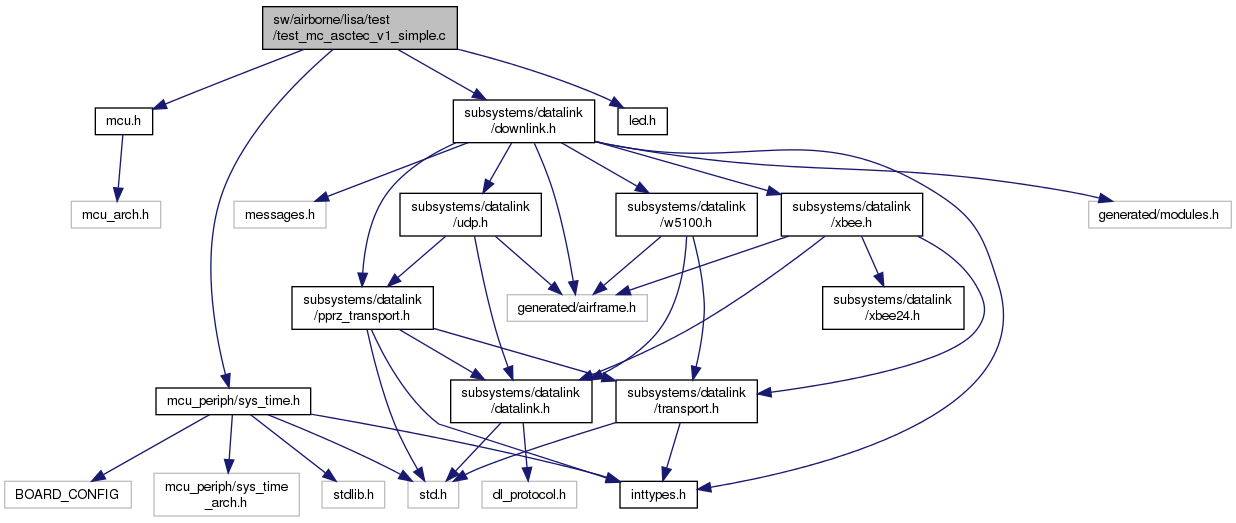 sw/airborne/lisa/test
/test_mc_asctec_v1_simple.c
mcu.h
subsystems/datalink
/downlink.h
led.h
mcu_arch.h
messages.h
subsystems/datalink
/udp.h
subsystems/datalink
/w5100.h
subsystems/datalink
/xbee.h
generated/modules.h
subsystems/datalink
/pprz_transport.h
generated/airframe.h
subsystems/datalink
/xbee24.h
mcu_periph/sys_time.h
subsystems/datalink
/datalink.h
subsystems/datalink
/transport.h
BOARD_CONFIG
mcu_periph/sys_time
_arch.h
stdlib.h
std.h
dl_protocol.h
inttypes.h